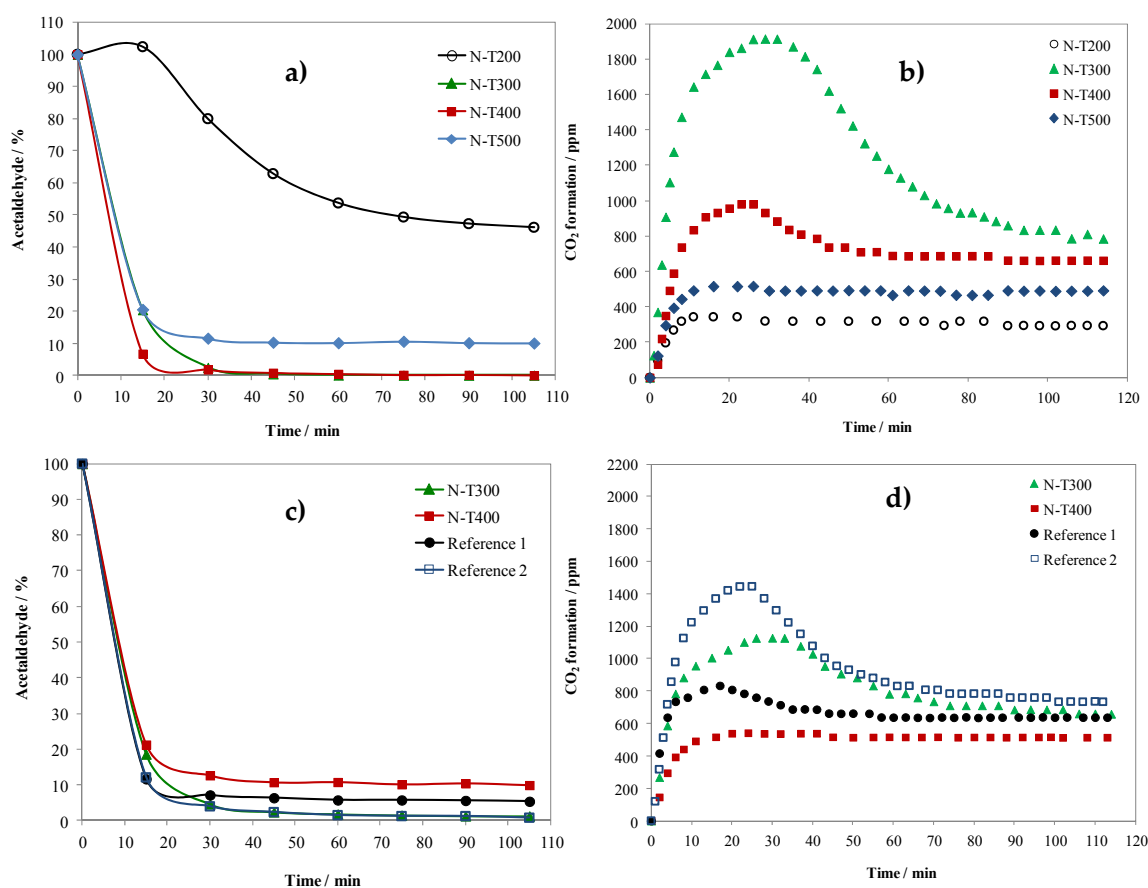 a)
N-T200
N-T300
N-T400
N-T500
Acetaldehyde / %
100
90
80
70
60
50
40
30
20
10
0
0 10 20 30 40 50 60 70 80 90 100 110
Time / min
b)
N-T200
N-T300
N-T400
N-T500
CO₂ formation / ppm
2000
1800
1600
1400
1200
1000
800
600
400
200
0
0 20 40 60 80 100 120
Time / min
c)
N-T300
N-T400
Reference 1
Reference 2
Acetaldehyde / %
100
90
80
70
60
50
40
30
20
10
0
0 10 20 30 40 50 60 70 80 90 100 110
Time / min
d)
N-T300
N-T400
Reference 1
Reference 2
CO₂ formation / ppm
2200
2000
1800
1600
1400
1200
1000
800
600
400
200
0
0 10 20 30 40 50 60 70 80 90 100 110 120
Time / min